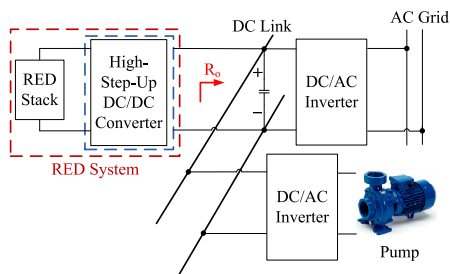 RED
Stack
High-
Step-Up
DC/DC
Converter
RED System
Ro
DC Link
+
−
DC/AC
Inverter
AC Grid
DC/AC
Inverter
Pump